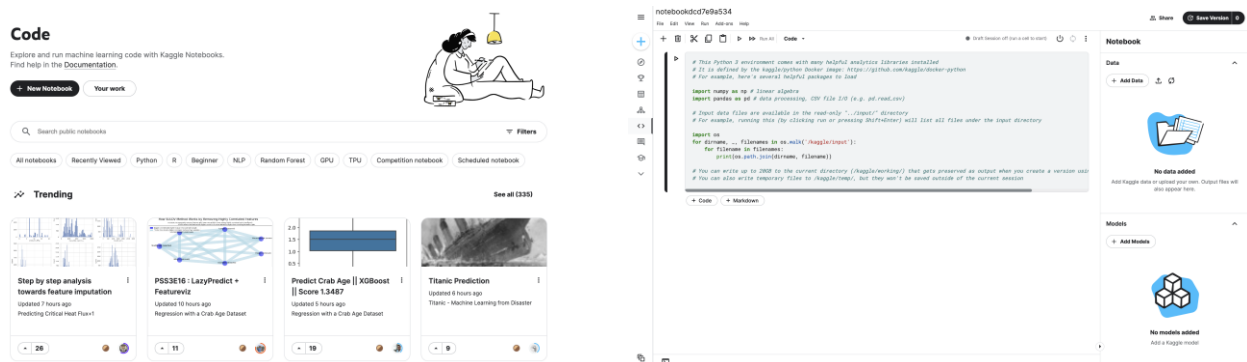 Code
Explore and run machine learning code with Kaggle Notebooks.
Find help in the Documentation.
+ New Notebook
Your work
Search public notebooks
Filters
All notebooks
Recently Viewed
Python
R
Beginner
NLP
Random Forest
GPU
TPU
Competition notebook
Scheduled notebook
Trending
See all (335)
Step by step analysis
towards feature imputation
Updated 7 hours ago
Predicting Critical Heat Flux+1
26
PSS3E16 : LazyPredict +
Featureviz
Updated 10 hours ago
Regression with a Crab Age Dataset
11
2.0
1.5
1.0
0.5
Predict Crab Age || XGBoost
|| Score 1.3487
Updated 5 hours ago
Regression with a Crab Age Dataset
19
Titanic Prediction
Updated 6 hours ago
Titanic - Machine Learning from Disaster
9
notebookdcd7e9a534
File Edit View Run Add-ons Help
Share
Save Version 0
Run All
Code
Draft Session off (run a cell to start)
# This Python 3 environment comes with many helpful analytics libraries installed
# It is defined by the kaggle/python Docker image: https://github.com/kaggle/docker-python
# For example, here's several helpful packages to load
import numpy as np # linear algebra
import pandas as pd # data processing, CSV file I/O (e.g. pd.read_csv)
# Input data files are available in the read-only "../input/" directory
# For example, running this (by clicking run or pressing Shift+Enter) will list all files under the input directory
import os
for dirname, _, filenames in os.walk('/kaggle/input'):
for filename in filenames:
print(os.path.join(dirname, filename))
# You can write up to 20GB to the current directory (/kaggle/working/) that gets preserved as output when you create a version usin
# You can also write temporary files to /kaggle/temp/, but they won't be saved outside of the current session
+ Code
+ Markdown
Notebook
Data
+ Add Data
No data added
Add Kaggle data or upload your own. Output files will
also appear here.
Models
+ Add Models
No models added
Add a Kaggle model